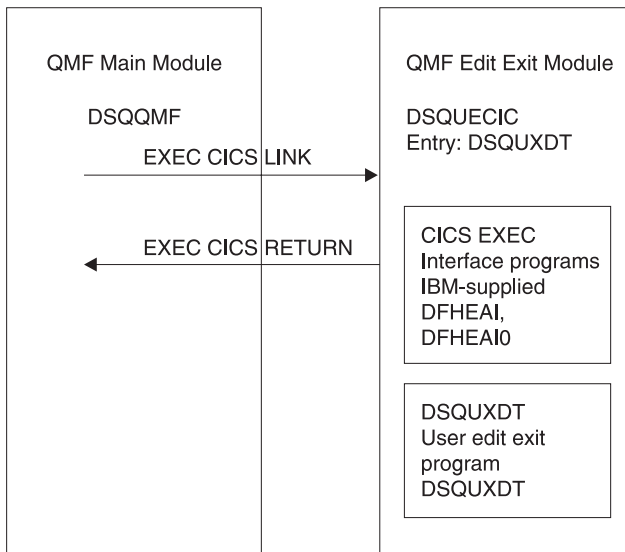 QMF Main Module
DSQQMF
EXEC CICS LINK
EXEC CICS RETURN
QMF Edit Exit Module
DSQUECIC
Entry: DSQUXDT
CICS EXEC
Interface programs
IBM-supplied
DFHEAI,
DFHEAI0
DSQUXDT
User edit exit
program
DSQUXDT